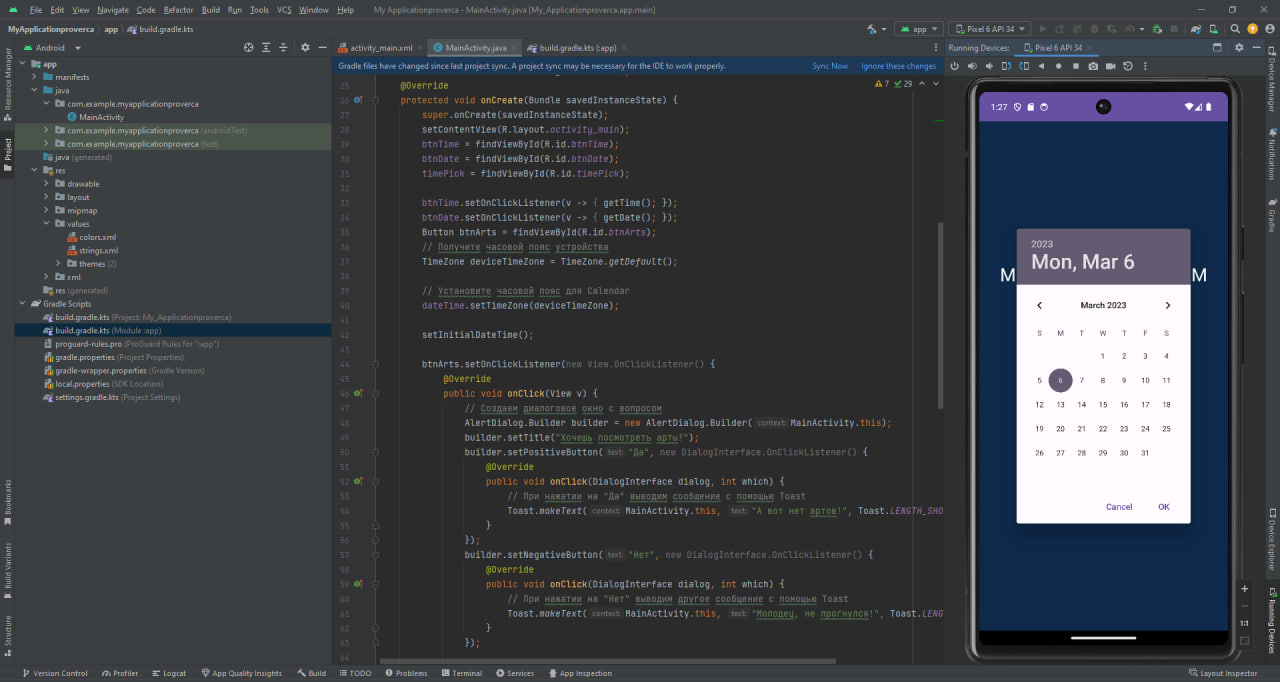 File Edit View Navigate Code Refactor Build Run Tools VCS Window Help My Applicationproverca - MainActivity.java [My_Applicationproverca.app.main]
MyApplicationproverca app build.gradle.kts app Pixel 6 API 34
Android activity_main.xml MainActivity.java build.gradle.kts (:app) Running Devices: Pixel 6 API 34
Gradle files have changed since last project sync. A project sync may be necessary for the IDE to work properly. Sync Now Ignore these changes
Resource Manager
Project
Bookmarks
Build Variants
Structure
app
manifests
java
com.example.myapplicationproverca
MainActivity
com.example.myapplicationproverca (androidTest)
com.example.myapplicationproverca (test)
java (generated)
res
drawable
layout
mipmap
values
colors.xml
strings.xml
themes (2)
xml
res (generated)
Gradle Scripts
build.gradle.kts (Project: My_Applicationproverca)
build.gradle.kts (Module :app)
proguard-rules.pro (ProGuard Rules for ":app")
gradle.properties (Project Properties)
gradle-wrapper.properties (Gradle Version)
local.properties (SDK Location)
settings.gradle.kts (Project Settings)
7 29
25 @Override
26 protected void onCreate(Bundle savedInstanceState) {
27 super.onCreate(savedInstanceState);
28 setContentView(R.layout.activity_main);
29 btnTime = findViewById(R.id.btnTime);
30 btnDate = findViewById(R.id.btnDate);
31 timePick = findViewById(R.id.timePick);
32
33 btnTime.setOnClickListener(v -> { getTime(); });
34 btnDate.setOnClickListener(v -> { getDate(); });
35 Button btnArts = findViewById(R.id.btnArts);
36 // Получите часовой пояс устройства
37 TimeZone deviceTimeZone = TimeZone.getDefault();
38
39 // Установите часовой пояс для Calendar
40 dateTime.setTimeZone(deviceTimeZone);
41
42 setInitialDateTime();
43
44 btnArts.setOnClickListener(new View.OnClickListener() {
45 @Override
46 public void onClick(View v) {
47 // Создаем диалоговое окно с вопросом
48 AlertDialog.Builder builder = new AlertDialog.Builder( context: MainActivity.this);
49 builder.setTitle("Хочешь посмотреть арты?");
50 builder.setPositiveButton( text: "Да", new DialogInterface.OnClickListener() {
51 @Override
52 public void onClick(DialogInterface dialog, int which) {
53 // При нажатии на "Да" выводим сообщение с помощью Toast
54 Toast.makeText( context: MainActivity.this, text: "А вот нет артов!", Toast.LENGTH_SHO
55 }
56 });
57 builder.setNegativeButton( text: "Нет", new DialogInterface.OnClickListener() {
58 @Override
59 public void onClick(DialogInterface dialog, int which) {
60 // При нажатии на "Нет" выводим другое сообщение с помощью Toast
61 Toast.makeText( context: MainActivity.this, text: "Молодец, не прогнулся!", Toast.LENG
62 }
63 });
64
1:27
2023
Mon, Mar 6
M M
March 2023
S M T W T F S
1 2 3 4
5 6 7 8 9 10 11
12 13 14 15 16 17 18
19 20 21 22 23 24 25
26 27 28 29 30 31
Cancel OK
1:1
Device Manager
Notifications
Gradle
Device Explorer
Running Devices
Version Control Profiler Logcat App Quality Insights Build TODO Problems Terminal Services App Inspection Layout Inspector